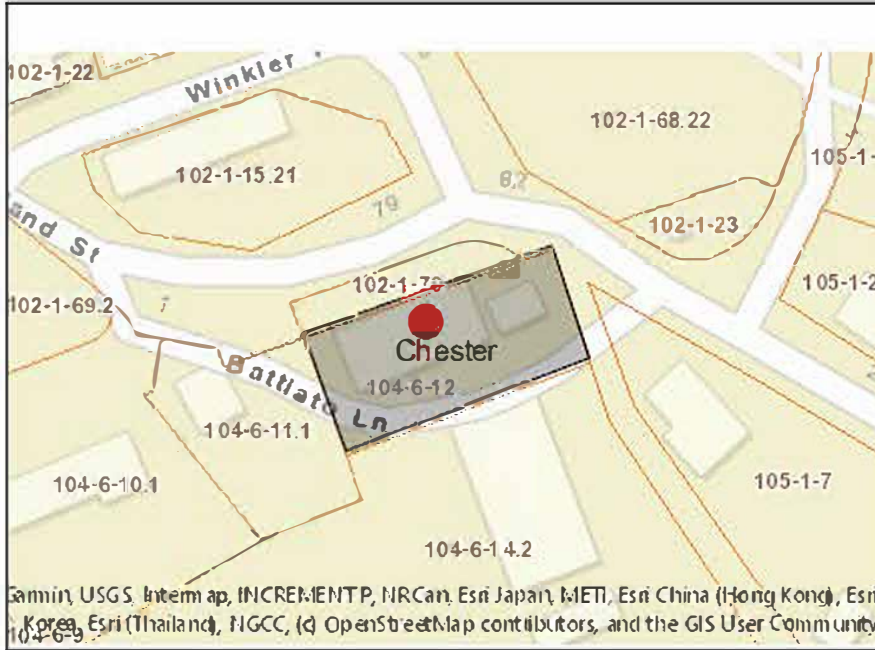 102-1-22
Winkler
102-1-68.22
105-1-
102-1-15.21
82
79
102-1-23
and St
102-1-69.2
1
102-1-79
105-1-2
Chester
Battiato Ln
104-6-12
104-6-11.1
104-6-10.1
105-1-7
104-6-14.2
Garmin, USGS, Intermap, INCREMENT P, NRCan, Esri Japan, METI, Esri China (Hong Kong), Esri
Korea, Esri (Thailand), NGCC, (c) OpenStreetMap contributors, and the GIS User Community
104-6-9